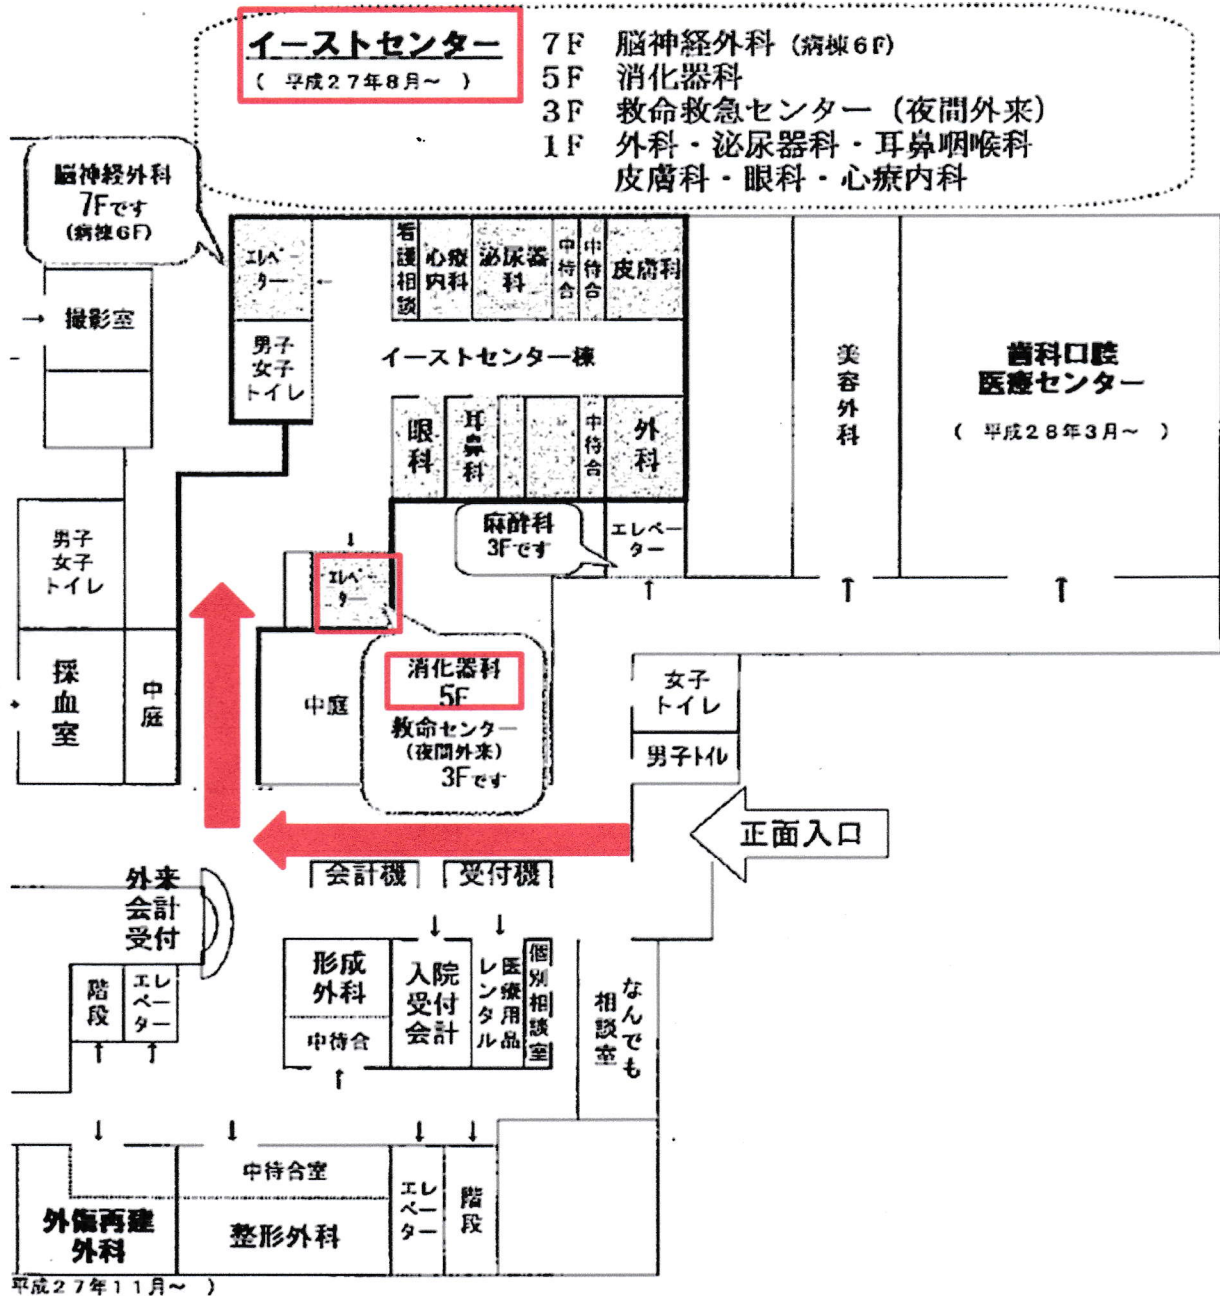 イーストセンター
( 平成27年8月～ )
7F 脳神経外科 (病棟6F)
5F 消化器科
3F 救命救急センター (夜間外来)
1F 外科・泌尿器科・耳鼻咽喉科
皮膚科・眼科・心療内科
脳神経外科
7Fです
(病棟6F)
エレベーター
看護相談
心療内科
泌尿器科
中待合
中待合
皮膚科
撮影室
男子
女子
トイレ
イーストセンター棟
美容外科
歯科口腔
医療センター
( 平成28年3月～ )
眼科
耳鼻科
中待合
外科
男子
女子
トイレ
麻酔科
3Fです
エレベーター
エレベーター
採血室
中庭
中庭
消化器科
5F
救命センター
(夜間外来)
3Fです
女子
トイレ
男子トイレ
正面入口
会計機
受付機
外来
会計
受付
階段
エレベーター
形成
外科
中待合
入院
受付
会計
医療用品
レンタル
個別相談室
なんでも
相談室
中待合室
外傷再建
外科
整形外科
エレベーター
階段
平成27年11月～ )